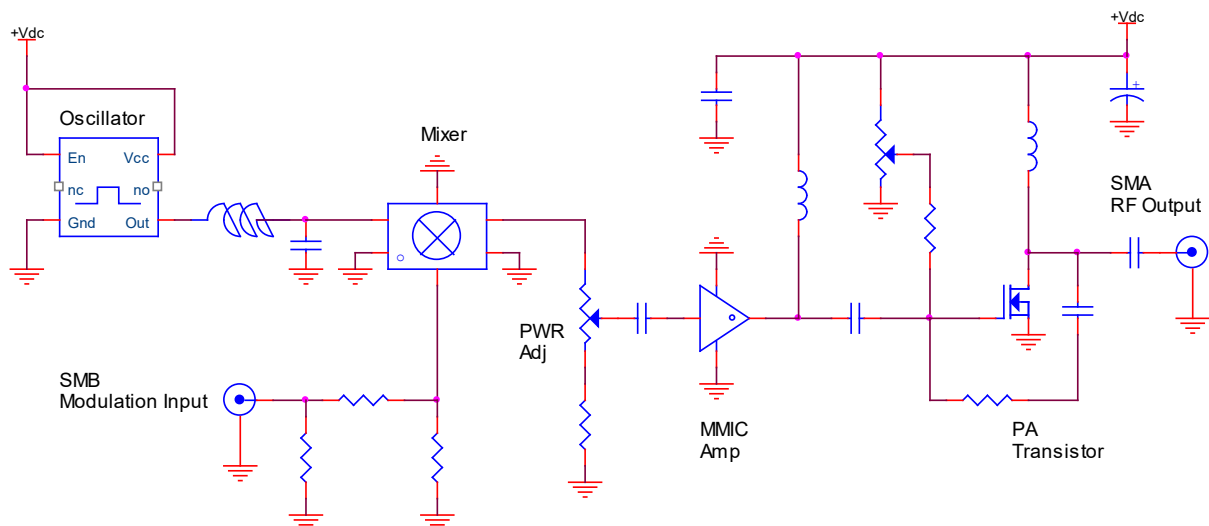 +Vdc
Oscillator
En
Vcc
nc
no
Gnd
Out
Mixer
SMB
Modulation Input
PWR
Adj
MMIC
Amp
+Vdc
+
SMA
RF Output
PA
Transistor